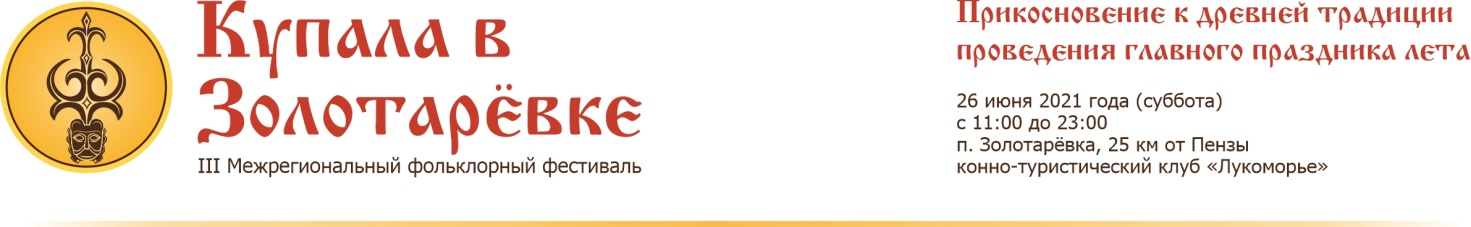 Купала в
Золотарёвке
III Межрегиональный фольклорный фестиваль
Прикосновение к древней традиции
проведения главного праздника лета
26 июня 2021 года (суббота)
с 11:00 до 23:00
п. Золотарёвка, 25 км от Пензы
конно-туристический клуб «Лукоморье»